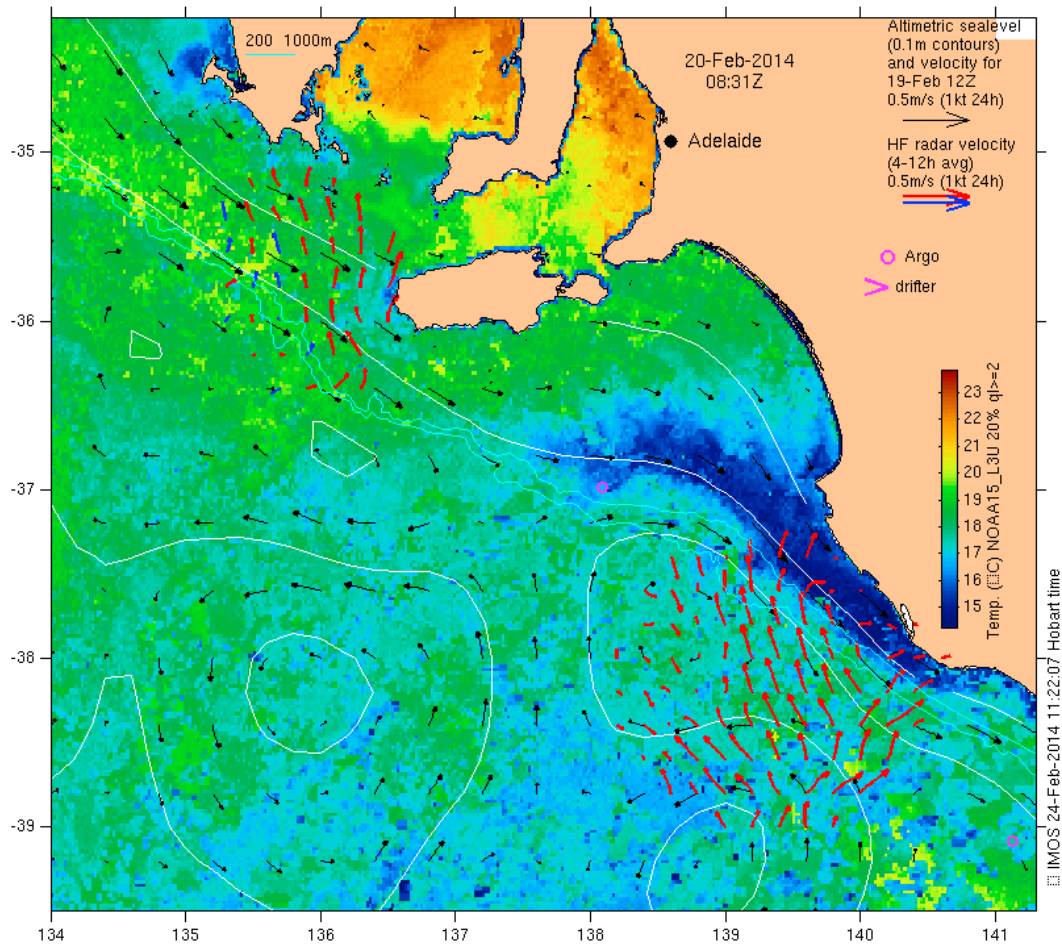 200 1000m
20-Feb-2014
08:31Z
Adelaide
Altimetric sealevel
(0.1m contours)
and velocity for
19-Feb 12Z
0.5m/s (1kt 24h)
HF radar velocity
(4-12h avg)
0.5m/s (1kt 24h)
Argo
drifter
23
22
21
20
19
18
17
16
15
Temp. (□C) NOAA15_L3U 20% ql>=2
□ IMOS 24-Feb-2014 11:22:07 Hobart time
-35
-36
-37
-38
-39
134 135 136 137 138 139 140 141